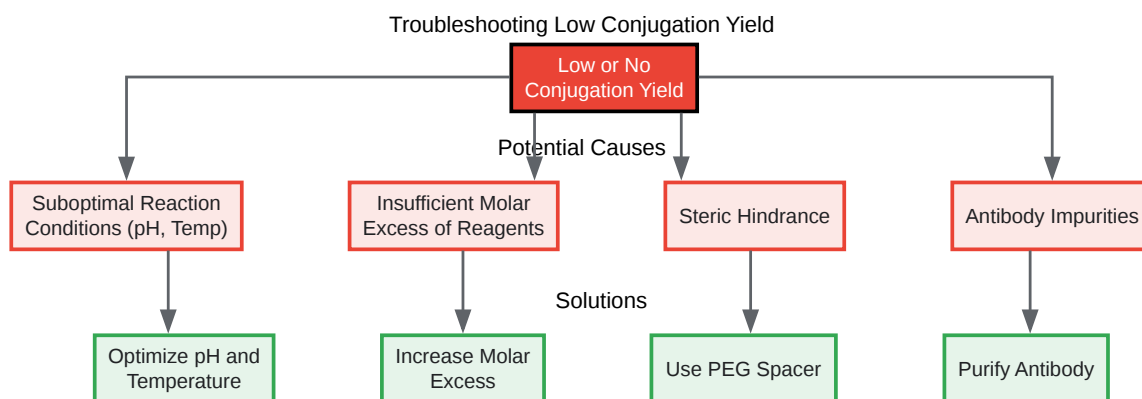 Troubleshooting Low Conjugation Yield
Low or No
Conjugation Yield
Potential Causes
Suboptimal Reaction
Conditions (pH, Temp)
Insufficient Molar
Excess of Reagents
Steric Hindrance
Antibody Impurities
Solutions
Optimize pH and
Temperature
Increase Molar
Excess
Use PEG Spacer
Purify Antibody